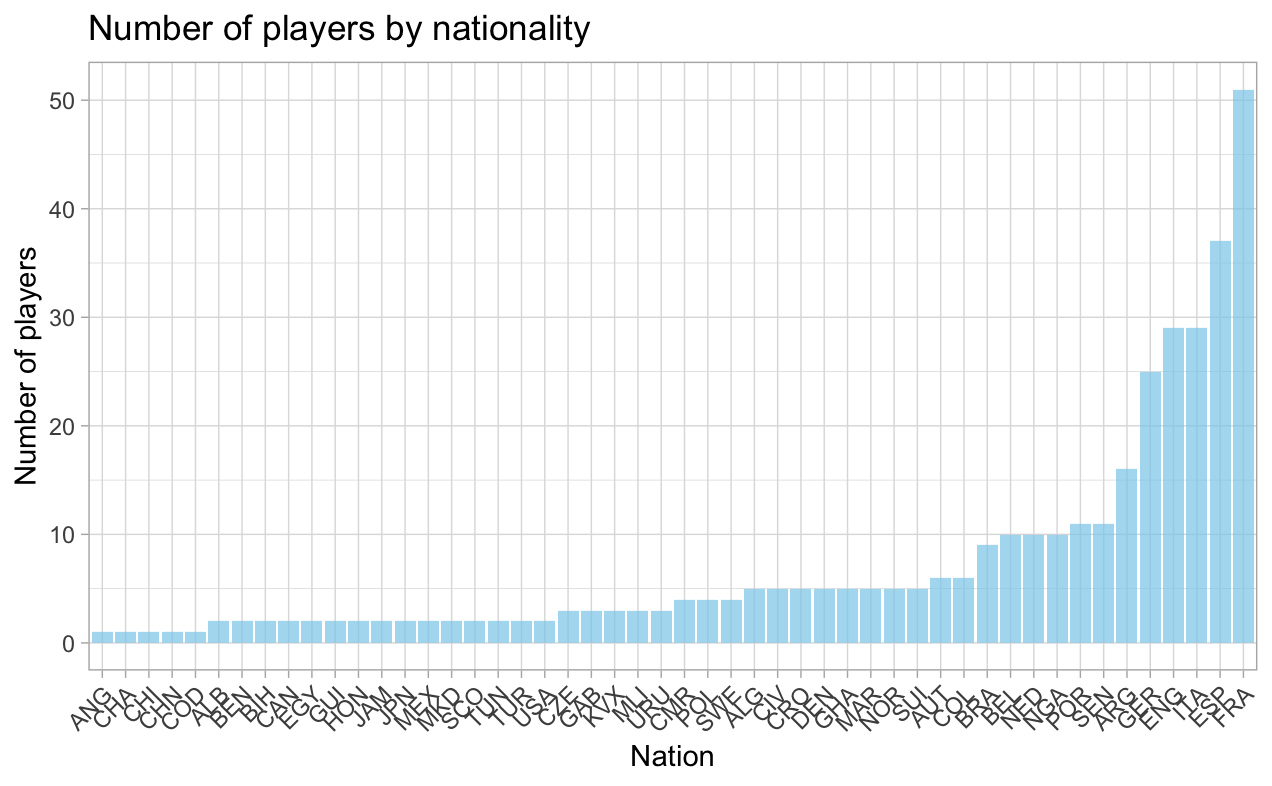 Number of players by nationality
Number of players
50
40
30
20
10
0
ANG CHA CHI CHN COD ALB BEN BIH CAN EGY GUI HON JAM JPN MEX MKD SCO TUN TUR USA CZE GAB KVX MLI URU CMR POL SWE ALG CIV CRO DEN GHA MAR NOR SUI AUT COL BRA BEL NED NGA POR SEN ARG GER ENG ITA ESP FRA
Nation